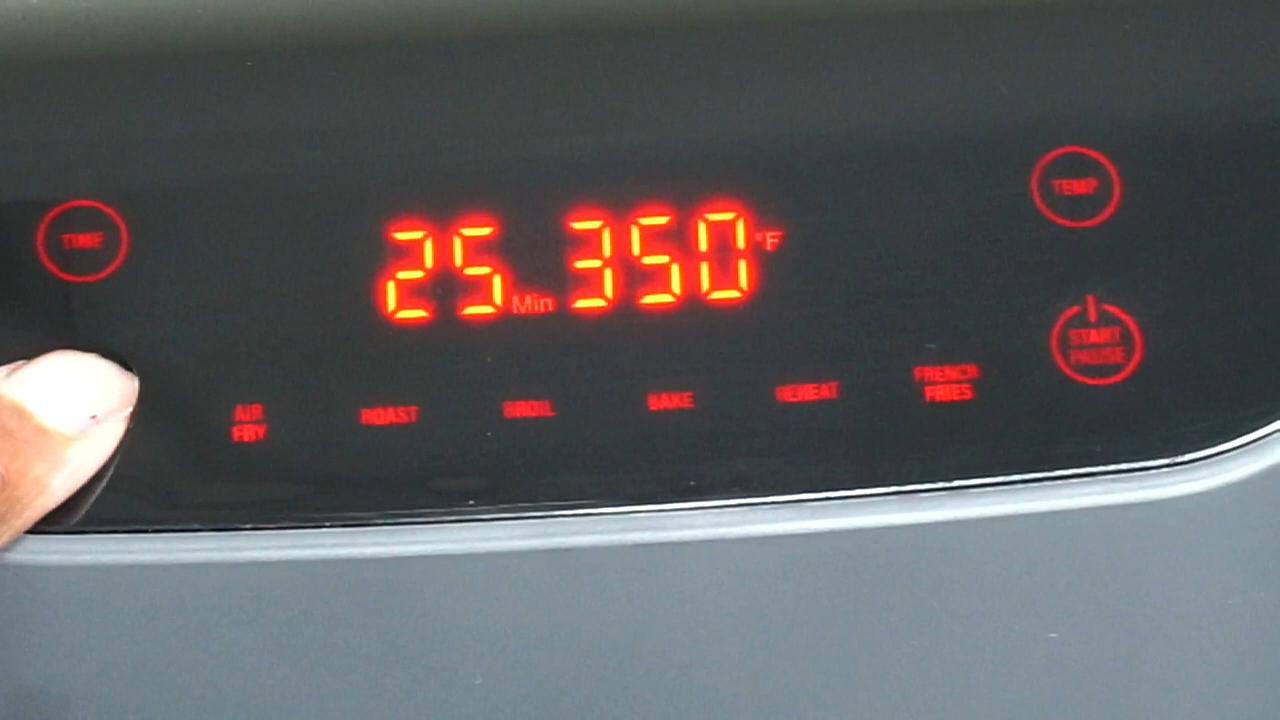 TIME
25 Min 350 °F
TEMP
START
PAUSE
AIR
FRY
ROAST
BROIL
BAKE
REHEAT
FRENCH
FRIES